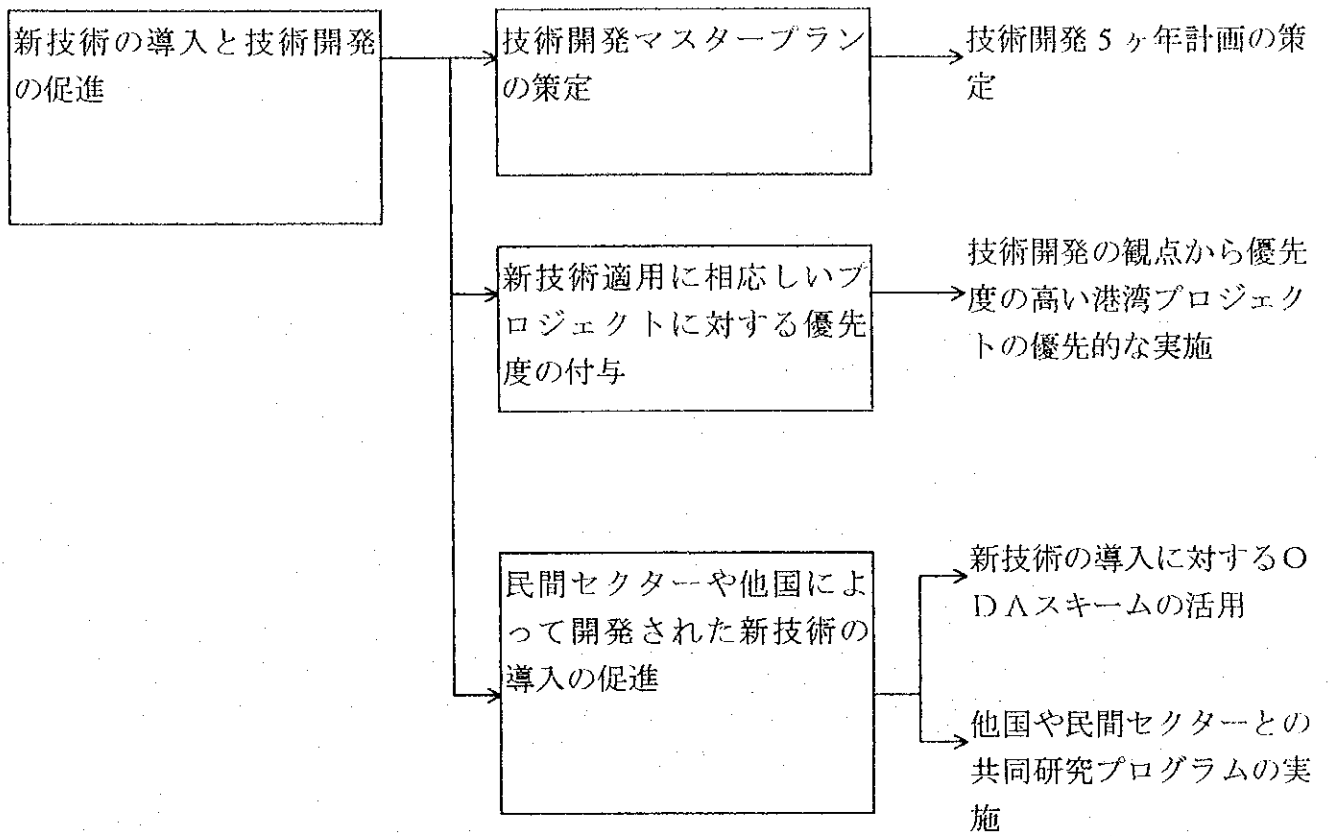 新技術の導入と技術開発
の促進
技術開発マスタープラン
の策定
技術開発5ヶ年計画の策
定
新技術適用に相応しいプ
ロジェクトに対する優先
度の付与
技術開発の観点から優先
度の高い港湾プロジェク
トの優先的な実施
民間セクターや他国によ
って開発された新技術の
導入の促進
新技術の導入に対するO
DAスキームの活用
他国や民間セクターとの
共同研究プログラムの実
施